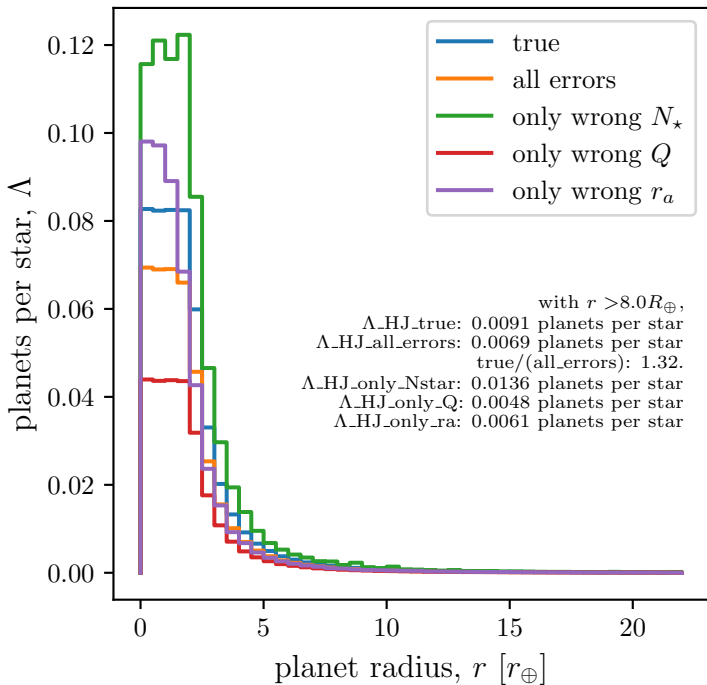 0.12
0.10
0.08
0.06
0.04
0.02
0.00
planets per star, Λ
true
all errors
only wrong N⋆
only wrong Q
only wrong r_a
with r >8.0R⊕,
Λ_HJ_true: 0.0091 planets per star
Λ_HJ_all_errors: 0.0069 planets per star
true/(all_errors): 1.32.
Λ_HJ_only_Nstar: 0.0136 planets per star
Λ_HJ_only_Q: 0.0048 planets per star
Λ_HJ_only_ra: 0.0061 planets per star
0 5 10 15 20
planet radius, r [r⊕]